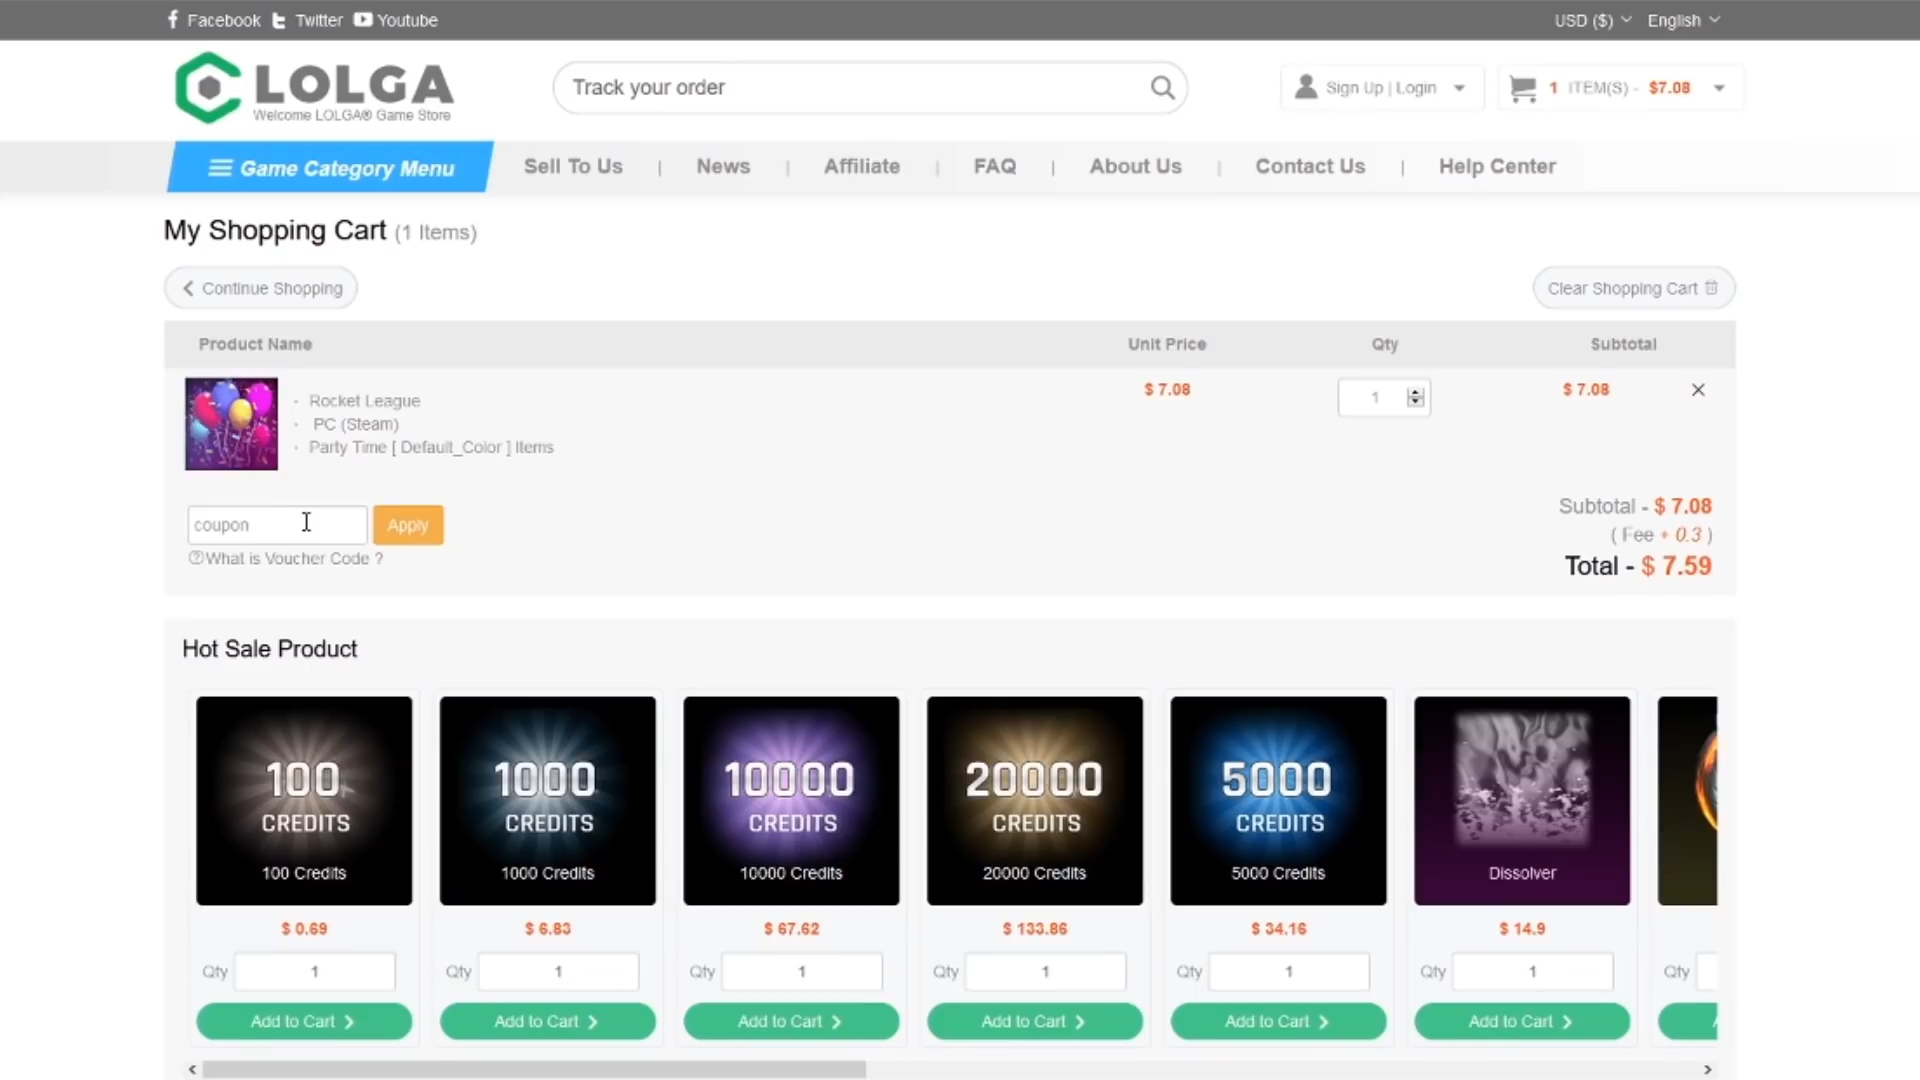 Facebook Twitter Youtube
USD ($) English
LOLGA
Welcome LOLGA® Game Store
Track your order
Sign Up | Login
1 ITEM(S) - $7.08
Game Category Menu
Sell To Us | News | Affiliate | FAQ | About Us | Contact Us | Help Center
My Shopping Cart (1 Items)
Continue Shopping
Clear Shopping Cart
Product Name Unit Price Qty Subtotal
· Rocket League
· PC (Steam)
· Party Time [ Default_Color ] Items
$ 7.08
1
$ 7.08
coupon
Apply
What is Voucher Code ?
Subtotal - $ 7.08
( Fee + 0.3 )
Total - $ 7.59
Hot Sale Product
100
CREDITS
100 Credits
$ 0.69
Qty 1
Add to Cart
1000
CREDITS
1000 Credits
$ 6.83
Qty 1
Add to Cart
10000
CREDITS
10000 Credits
$ 67.62
Qty 1
Add to Cart
20000
CREDITS
20000 Credits
$ 133.86
Qty 1
Add to Cart
5000
CREDITS
5000 Credits
$ 34.16
Qty 1
Add to Cart
Dissolver
$ 14.9
Qty 1
Add to Cart
Qty